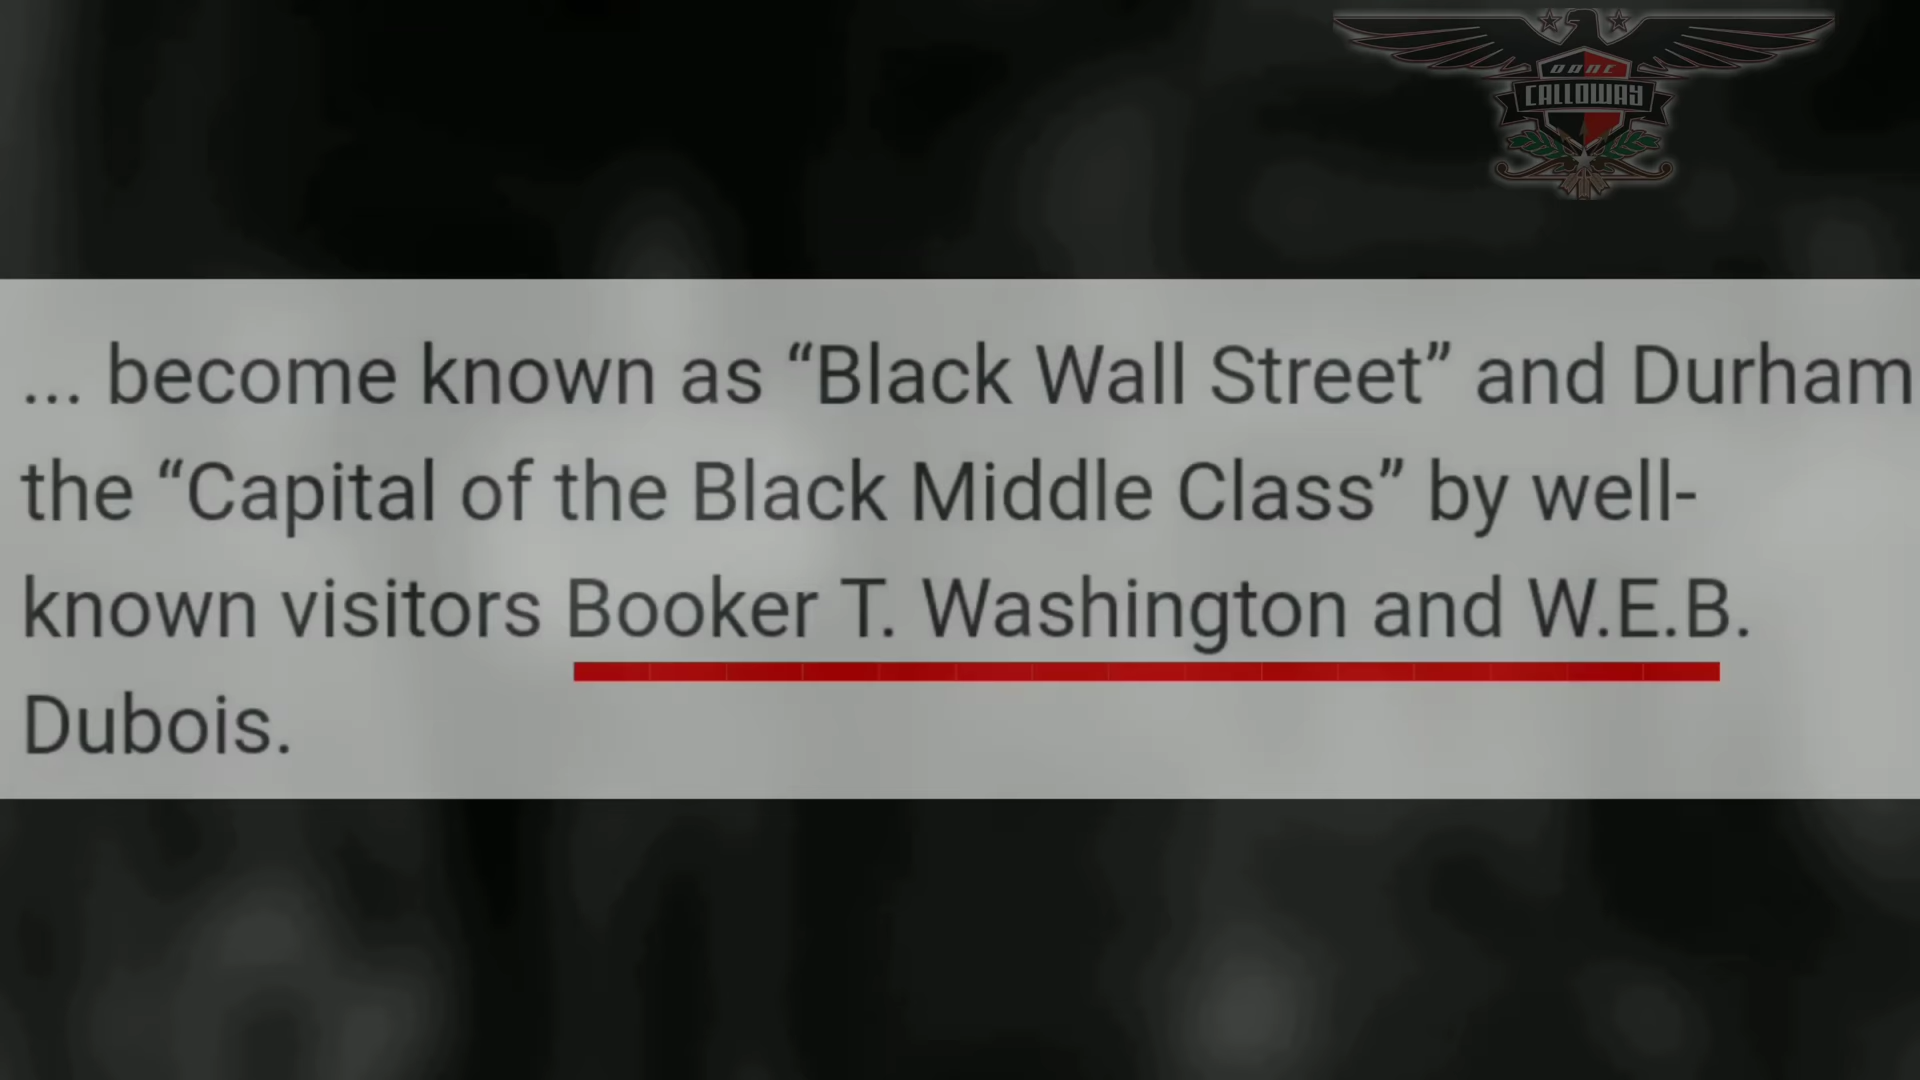 DANE
CALLOWAY
... become known as “Black Wall Street” and Durham
the “Capital of the Black Middle Class” by well-
known visitors Booker T. Washington and W.E.B.
Dubois.